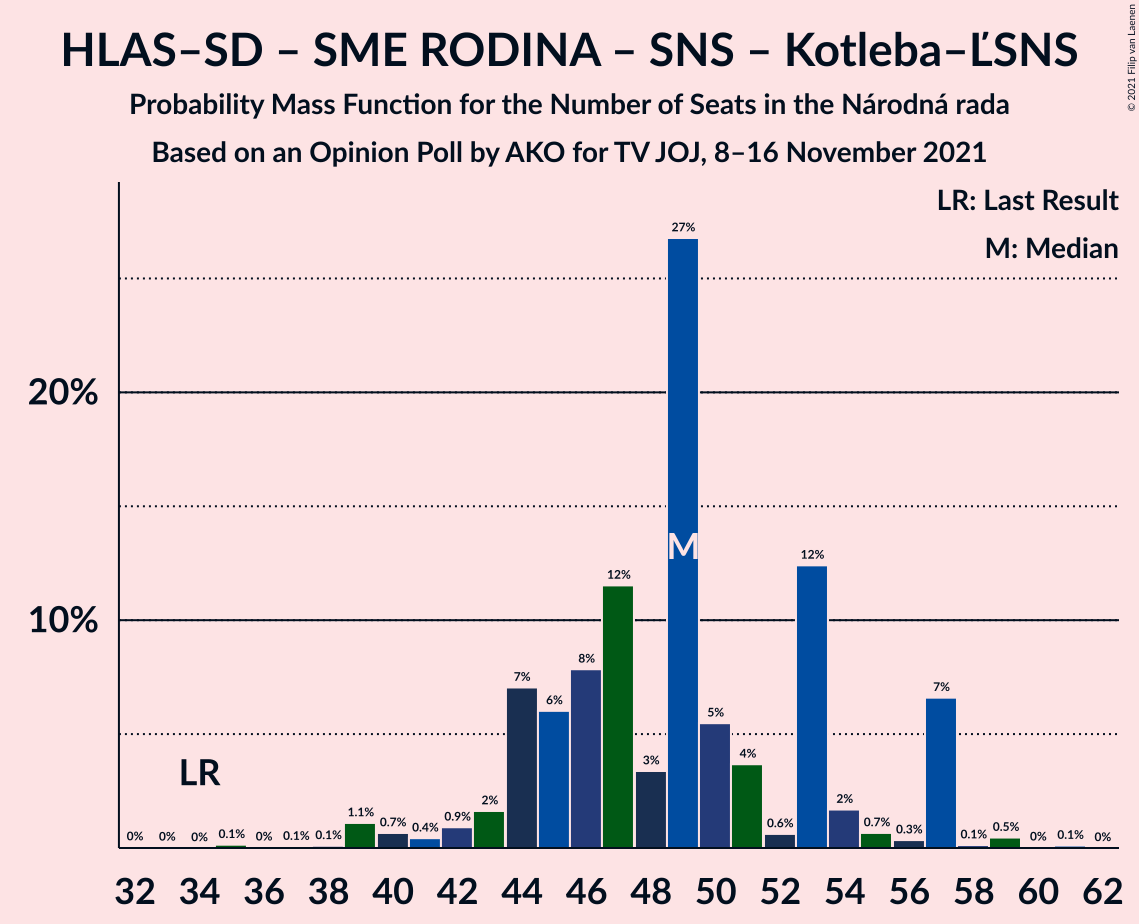 HLAS–SD – SME RODINA – SNS – Kotleba–ĽSNS
Probability Mass Function for the Number of Seats in the Národná rada
Based on an Opinion Poll by AKO for TV JOJ, 8–16 November 2021
© 2021 Filip van Laenen
LR: Last Result
M: Median
20%
10%
LR
M
0% 0% 0% 0.1% 0% 0.1% 0.1% 1.1% 0.7% 0.4% 0.9% 2% 7% 6% 8% 12% 3% 27% 5% 4% 0.6% 12% 2% 0.7% 0.3% 7% 0.1% 0.5% 0% 0.1% 0%
32 34 36 38 40 42 44 46 48 50 52 54 56 58 60 62